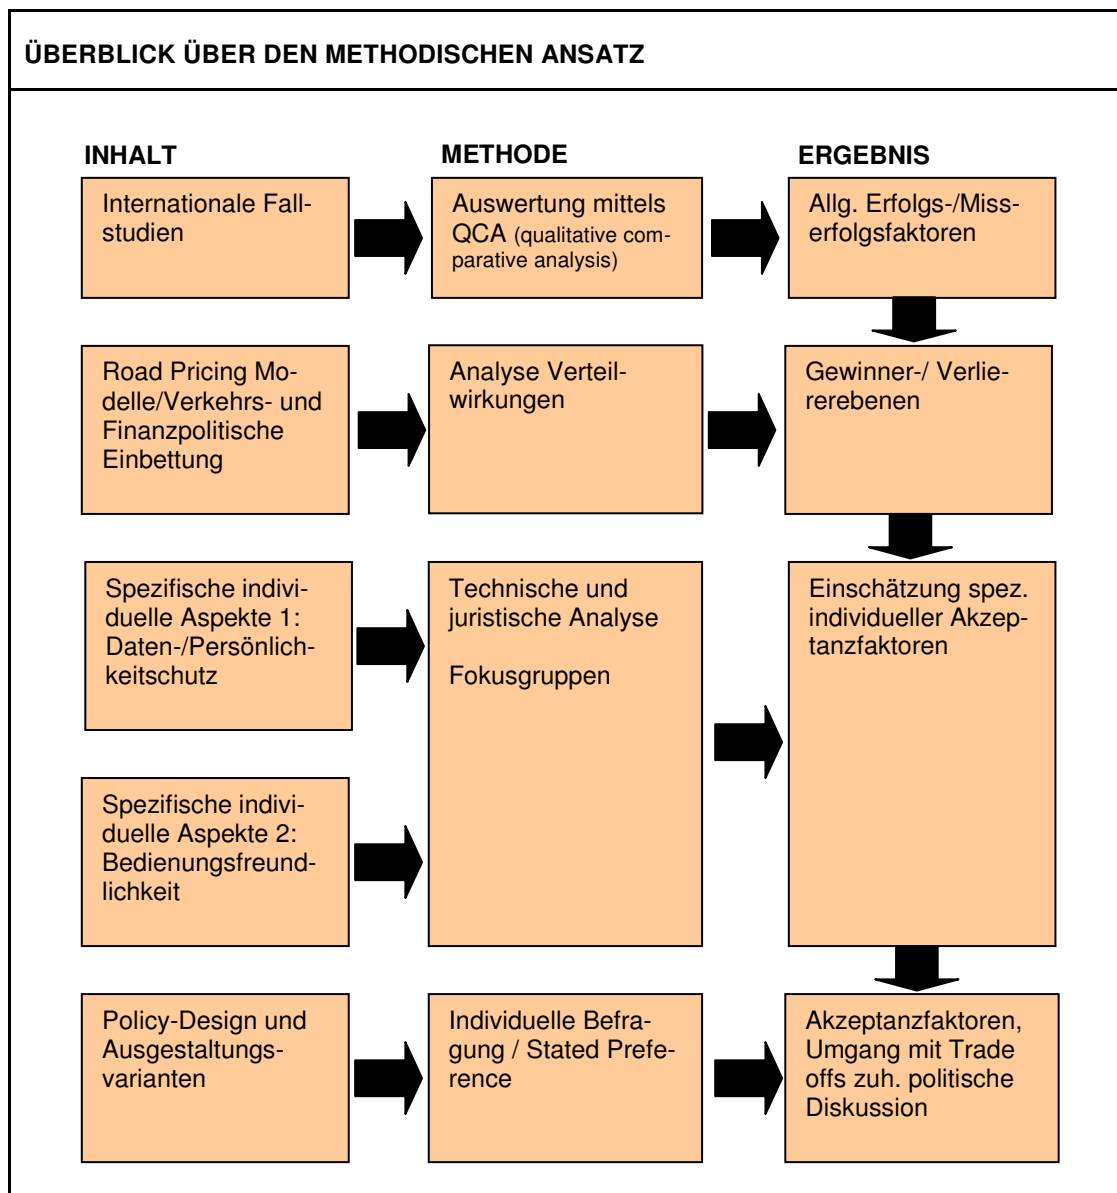 ÜBERBLICK ÜBER DEN METHODISCHEN ANSATZ
INHALT
METHODE
ERGEBNIS
Internationale Fall-
studien
Auswertung mittels
QCA (qualitative com-
parative analysis)
Allg. Erfolgs-/Miss-
erfolgsfaktoren
Road Pricing Mo-
delle/Verkehrs- und
Finanzpolitische
Einbettung
Analyse Verteil-
wirkungen
Gewinner-/ Verlie-
rerebenen
Spezifische indivi-
duelle Aspekte 1:
Daten-/Persönlich-
keitschutz
Technische und
juristische Analyse
Fokusgruppen
Einschätzung spez.
individueller Akzep-
tanzfaktoren
Spezifische indivi-
duelle Aspekte 2:
Bedienungsfreund-
lichkeit
Policy-Design und
Ausgestaltungs-
varianten
Individuelle Befra-
gung / Stated Prefe-
rence
Akzeptanzfaktoren,
Umgang mit Trade
offs zuh. politische
Diskussion